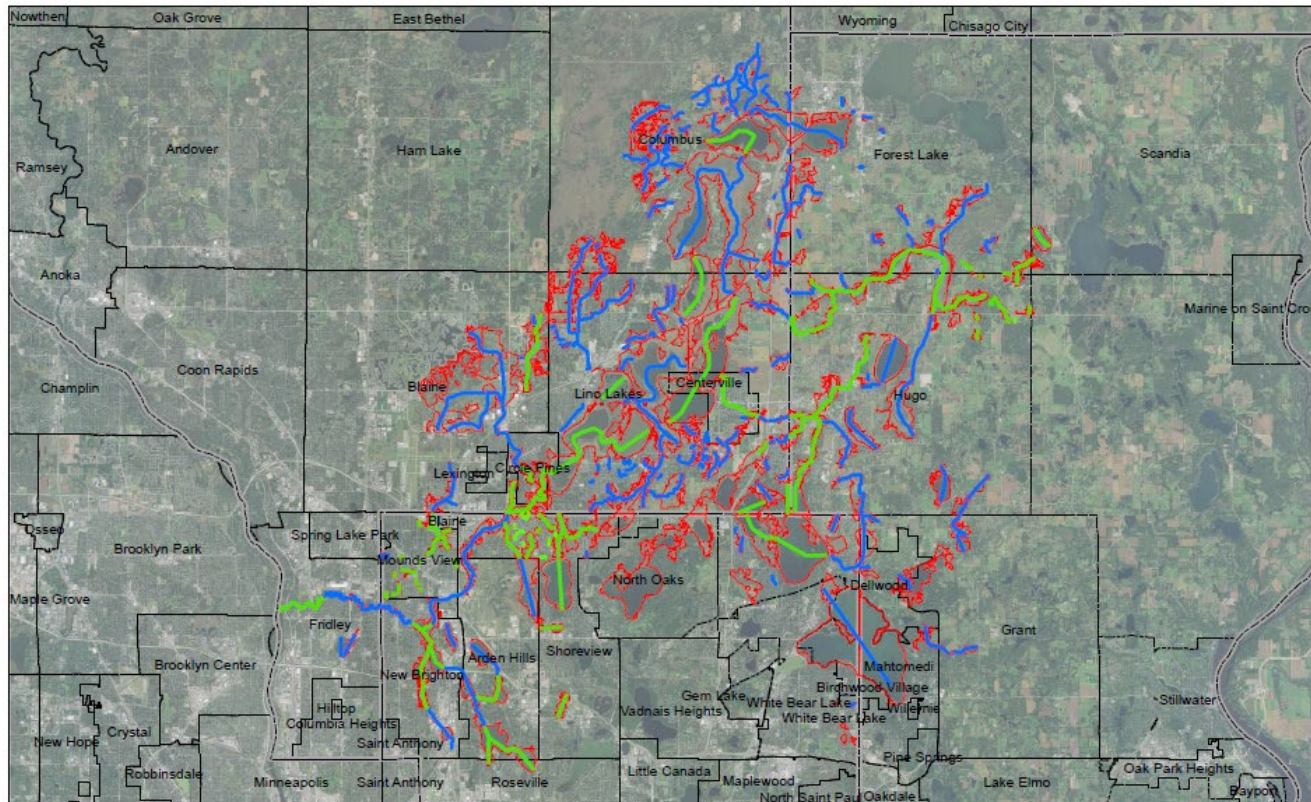 Nowthen
Oak Grove
East Bethel
Wyoming
Chisago City
Columbus
Andover
Ham Lake
Forest Lake
Scandia
Ramsey
Anoka
Marine on Saint Cro
Coon Rapids
Champlin
Blaine
Lino Lakes
Centerville
Hugo
Lexington
Circle Pines
Blaine
Osseo
Spring Lake Park
Brooklyn Park
Mounds View
North Oaks
Dellwood
Maple Grove
Fridley
Grant
Brooklyn Center
Arden Hills
Shoreview
New Brighton
Mahtomedi
Birchwood Village
Gem Lake
White Bear Lake
Willernie
Stillwater
Hilltop
Vadnais Heights
White Bear Lake
Columbia Heights
Crystal
New Hope
Saint Anthony
Pine Springs
Robbinsdale
Minneapolis
Saint Anthony
Roseville
Little Canada
Maplewood
Lake Elmo
Oak Park Heights
North Saint Paul
Oakdale
Bayport